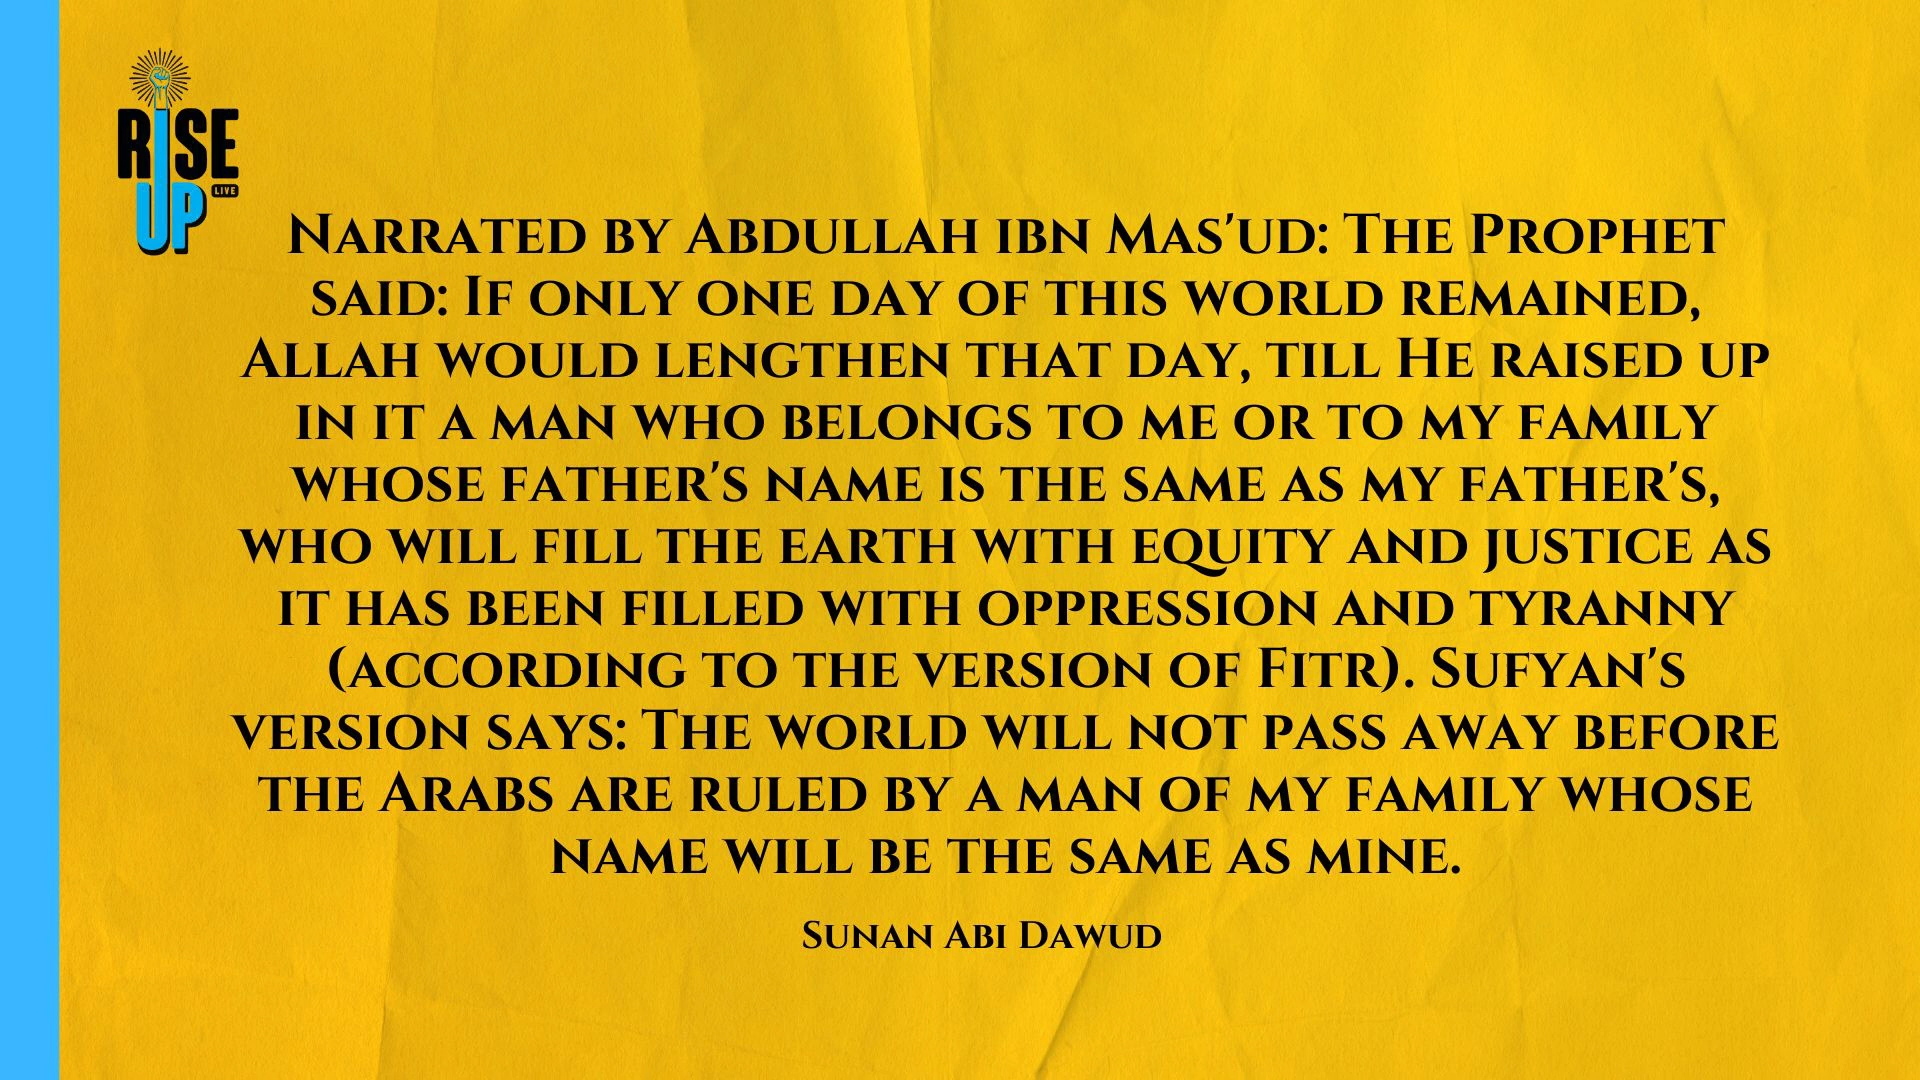 RISE
UP LIVE
Narrated by Abdullah ibn Mas'ud: The Prophet
said: If only one day of this world remained,
Allah would lengthen that day, till He raised up
in it a man who belongs to me or to my family
whose father's name is the same as my father's,
who will fill the earth with equity and justice as
it has been filled with oppression and tyranny
(according to the version of Fitr). Sufyan's
version says: The world will not pass away before
the Arabs are ruled by a man of my family whose
name will be the same as mine.
Sunan Abi Dawud